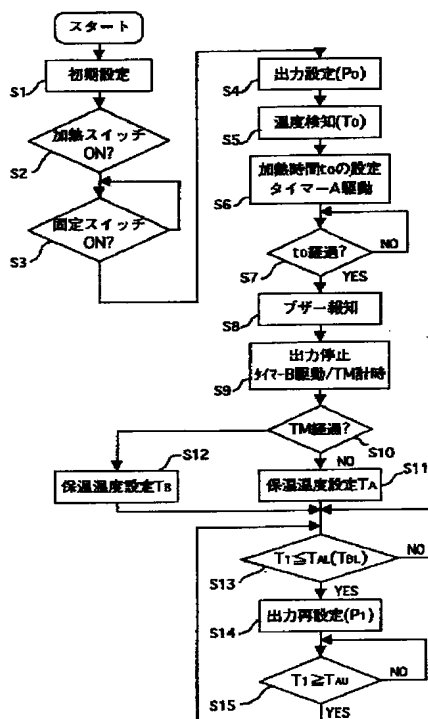 スタート
S1
初期設定
S2
加熱スイッチ
ON?
S3
固定スイッチ
ON?
S4
出力設定(P0)
S5
温度検知(T0)
S6
加熱時間t0の設定
タイマーA駆動
S7
t0経過?
NO
YES
S8
ブザー報知
S9
出力停止
タイマーB駆動/TM計時
TM経過?
S10
NO
S12
保温温度設定TB
S11
保温温度設定TA
S13
T1≦TAL(TBL)
NO
YES
S14
出力再設定(P1)
S15
T1≧TAU
NO
YES